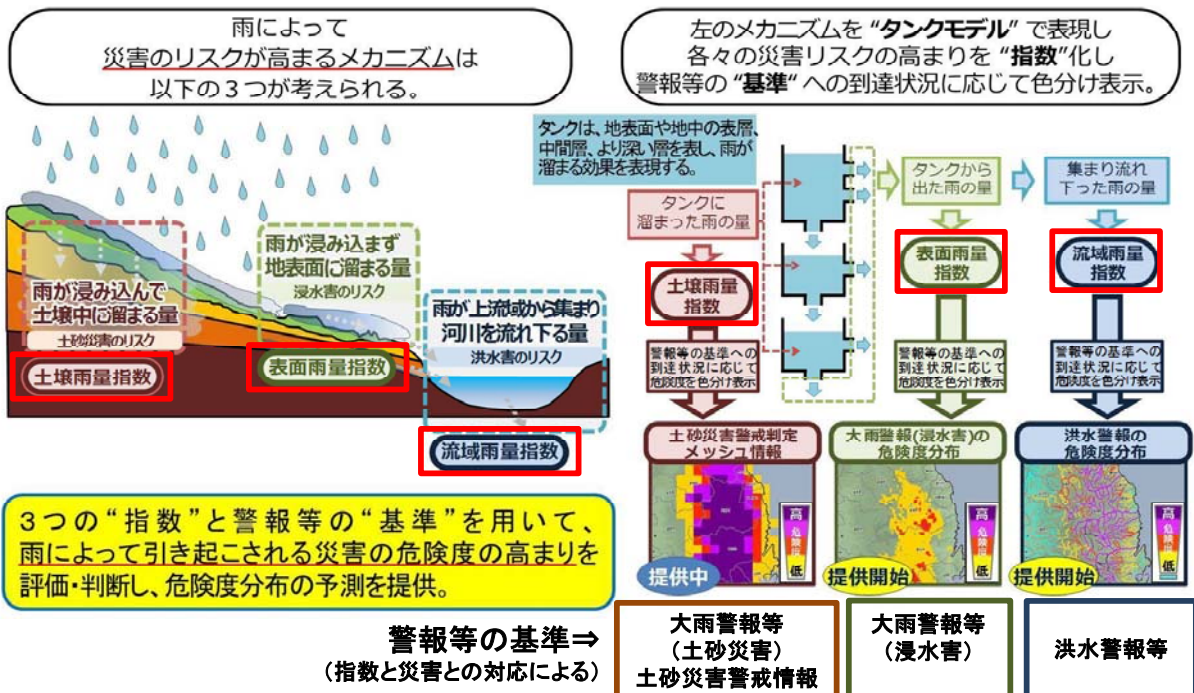 雨によって
災害のリスクが高まるメカニズムは
以下の３つが考えられる。
左のメカニズムを “タンクモデル” で表現し
各々の災害リスクの高まりを “指数”化し
警報等の “基準“ への到達状況に応じて色分け表示。
雨が浸み込んで
土壌中に溜まる量
土砂災害のリスク
土壌雨量指数
雨が浸み込まず
地表面に溜まる量
浸水害のリスク
表面雨量指数
雨が上流域から集まり
河川を流れ下る量
洪水害のリスク
流域雨量指数
タンクは、地表面や地中の表層、
中間層、より深い層を表し、雨が
溜まる効果を表現する。
タンクに
溜まった雨の量
タンクから
出た雨の量
集まり流れ
下った雨の量
土壌雨量
指数
表面雨量
指数
流域雨量
指数
警報等の基準への
到達状況に応じて
危険度を色分け表示
警報等の基準への
到達状況に応じて
危険度を色分け表示
警報等の基準への
到達状況に応じて
危険度を色分け表示
土砂災害警戒判定
メッシュ情報
大雨警報(浸水害)の
危険度分布
洪水警報の
危険度分布
高
危険度
低
高
危険度
低
高
危険度
低
提供中
提供開始
提供開始
３つの“指数”と警報等の“基準”を用いて、
雨によって引き起こされる災害の危険度の高まりを
評価・判断し、危険度分布の予測を提供。
警報等の基準⇒
（指数と災害との対応による）
大雨警報等
（土砂災害）
土砂災害警戒情報
大雨警報等
（浸水害）
洪水警報等